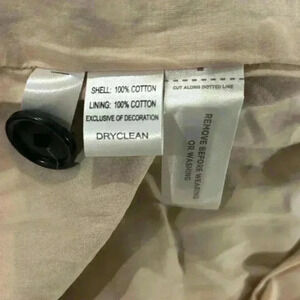 SHELL: 100% COTTON
LINING: 100% COTTON
EXCLUSIVE OF DECORATION
DRYCLEAN
CUT ALONG DOTTED LINE
REMOVE BEFORE WEARING
OR WASHING